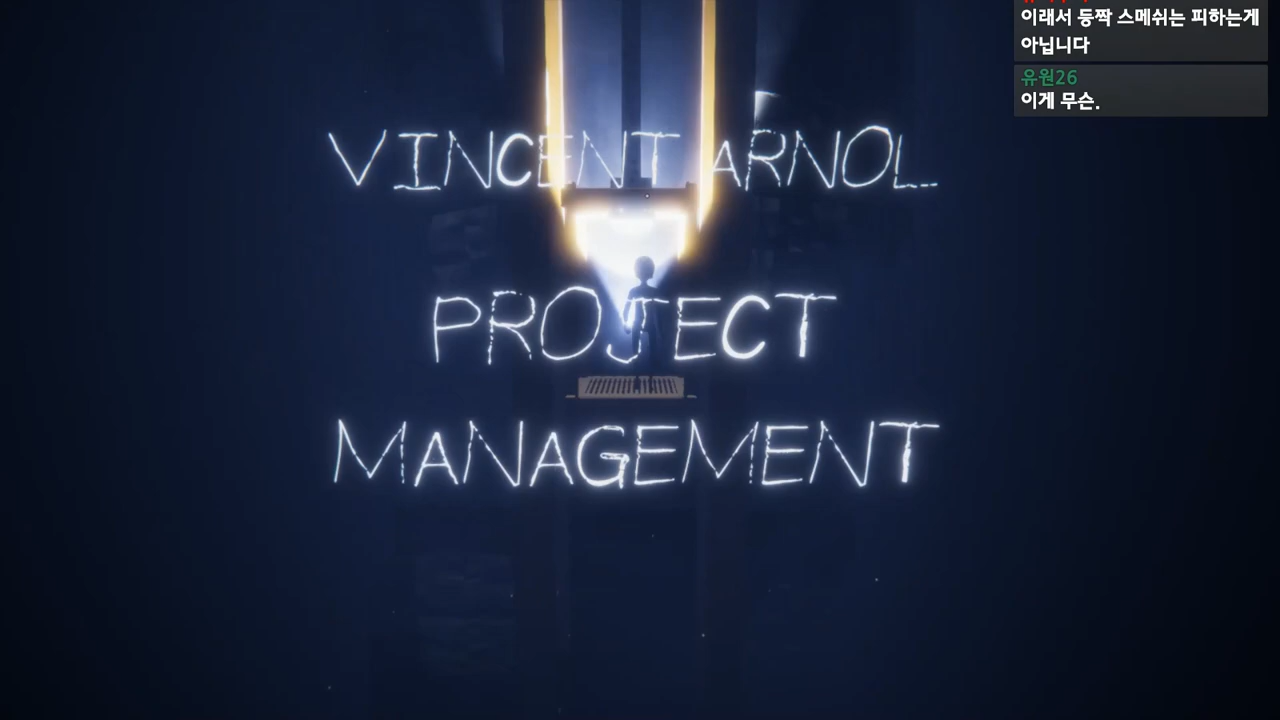 이래서 등짝 스메쉬는 피하는게
아닙니다
유원26
이게 무슨.
VINCENT ARNOL
PROJECT
MANAGEMENT